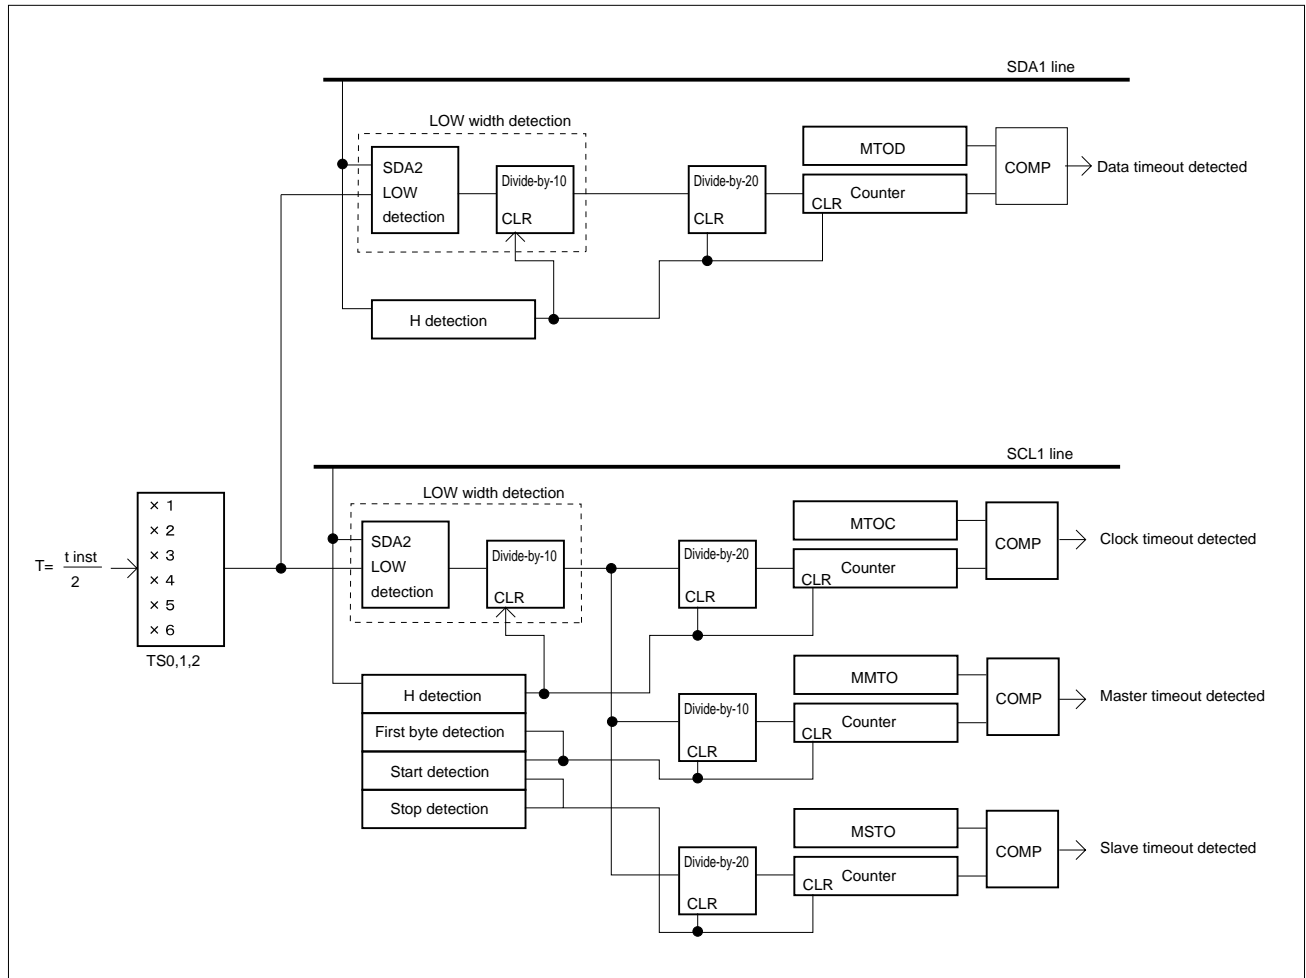 SDA1 line
LOW width detection
SDA2
LOW
detection
Divide-by-10
CLR
Divide-by-20
CLR
MTOD
Counter
CLR
COMP
Data timeout detected
H detection
SCL1 line
LOW width detection
T= t inst
2
× 1
× 2
× 3
× 4
× 5
× 6
TS0,1,2
SDA2
LOW
detection
Divide-by-10
CLR
Divide-by-20
CLR
MTOC
Counter
CLR
COMP
Clock timeout detected
H detection
First byte detection
Start detection
Stop detection
Divide-by-10
CLR
MMTO
Counter
CLR
COMP
Master timeout detected
Divide-by-20
CLR
MSTO
Counter
CLR
COMP
Slave timeout detected